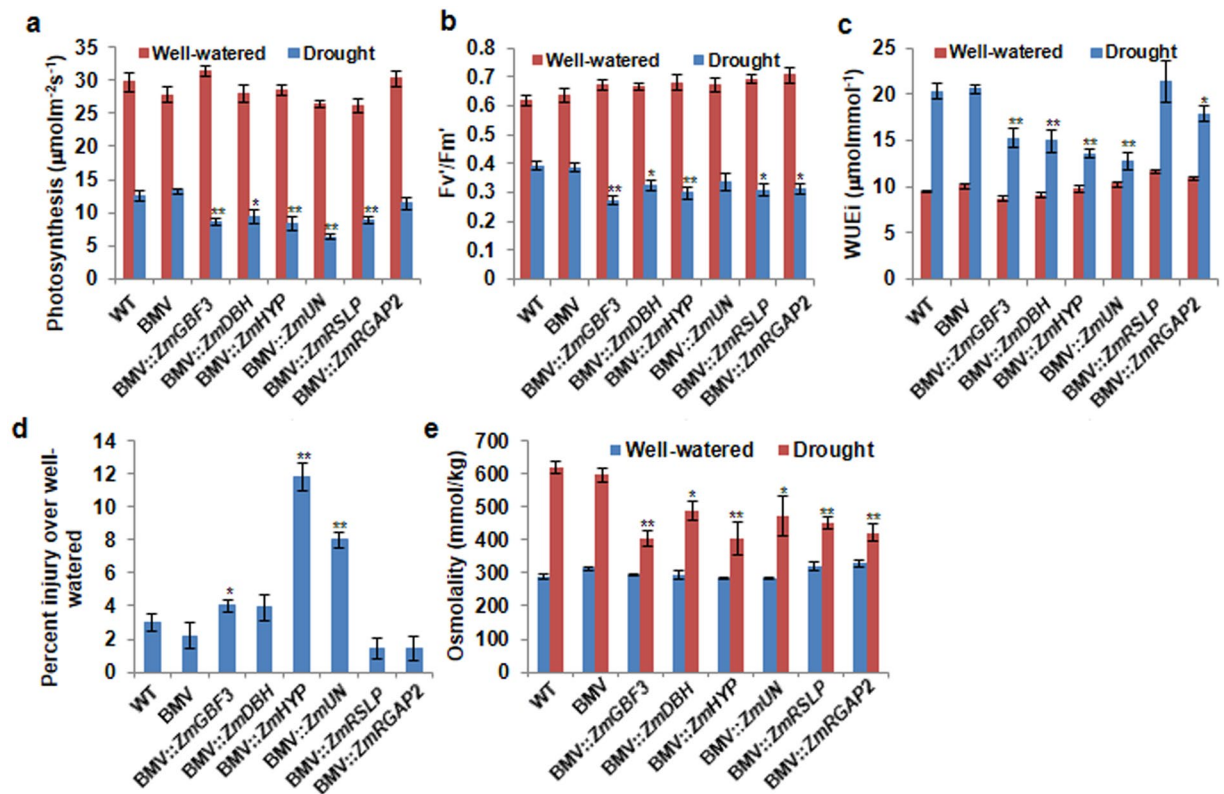 a
Well-watered Drought
Photosynthesis (µmolm⁻²s⁻¹)
35
30
25
20
15
10
5
0
** * ** ** **
WT
BMV
BMV::ZmGBF3
BMV::ZmDBH
BMV::ZmHYP
BMV::ZmUN
BMV::ZmRSLP
BMV::ZmRGAP2
b
Well-watered Drought
Fv'/Fm'
0.8
0.7
0.6
0.5
0.4
0.3
0.2
0.1
0
** * ** * *
WT
BMV
BMV::ZmGBF3
BMV::ZmDBH
BMV::ZmHYP
BMV::ZmUN
BMV::ZmRSLP
BMV::ZmRGAP2
c
Well-watered Drought
WUEi (µmolmmol⁻¹)
25
20
15
10
5
0
** ** ** ** *
WT
BMV
BMV::ZmGBF3
BMV::ZmDBH
BMV::ZmHYP
BMV::ZmUN
BMV::ZmRSLP
BMV::ZmRGAP2
d
Percent injury over well-
watered
14
12
10
8
6
4
2
0
* ** **
WT
BMV
BMV::ZmGBF3
BMV::ZmDBH
BMV::ZmHYP
BMV::ZmUN
BMV::ZmRSLP
BMV::ZmRGAP2
e
Well-watered Drought
Osmolality (mmol/kg)
700
600
500
400
300
200
100
0
** * ** * ** **
WT
BMV
BMV::ZmGBF3
BMV::ZmDBH
BMV::ZmHYP
BMV::ZmUN
BMV::ZmRSLP
BMV::ZmRGAP2